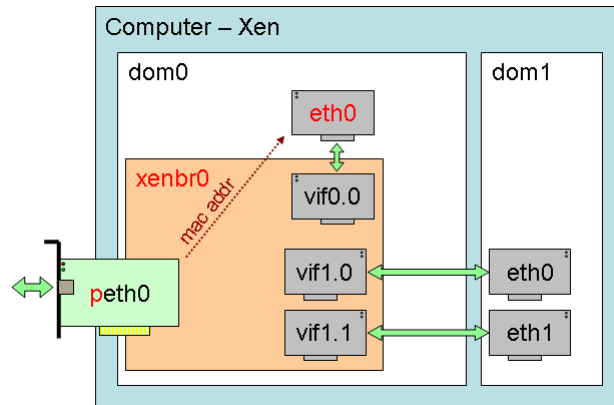 Computer – Xen
dom0
dom1
eth0
xenbr0
mac addr
vif0.0
peth0
vif1.0
eth0
vif1.1
eth1